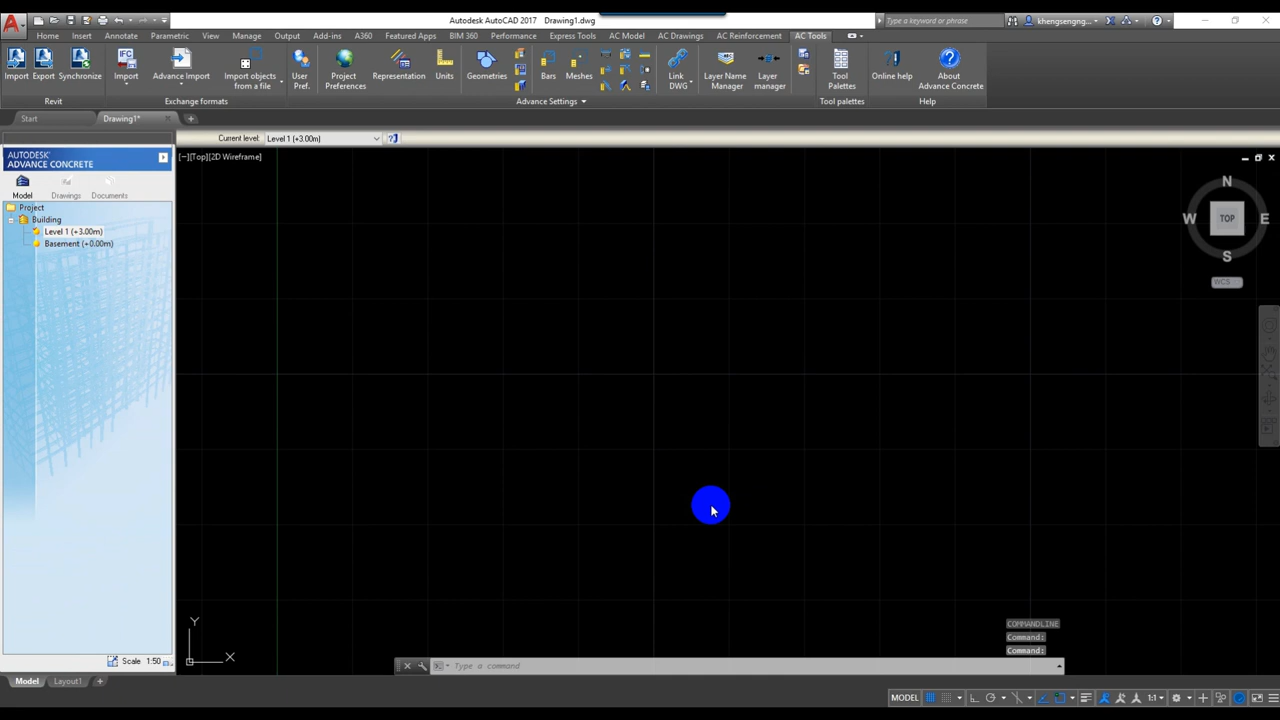 Autodesk AutoCAD 2017 Drawing1.dwg
Type a keyword or phrase
khengsengng...
Home Insert Annotate Parametric View Manage Output Add-ins A360 Featured Apps BIM 360 Performance Express Tools AC Model AC Drawings AC Reinforcement AC Tools
Import Export Synchronize Import Advance Import Import objects from a file User Pref. Project Preferences Representation Units Geometries Bars Meshes Link DWG Layer Name Manager Layer manager Tool Palettes Online help About Advance Concrete
Revit Exchange formats Advance Settings Tool palettes Help
Start Drawing1*
Current level: Level 1 (+3.00m)
AUTODESK'
ADVANCE CONCRETE
[−][Top][2D Wireframe]
Model Drawings Documents
Project
Building
Level 1 (+3.00m)
Basement (+0.00m)
N
W TOP E
S
WCS
Y
X
COMMANDLINE
Command:
Command:
Scale 1:50
Type a command
Model Layout1
MODEL 1:1